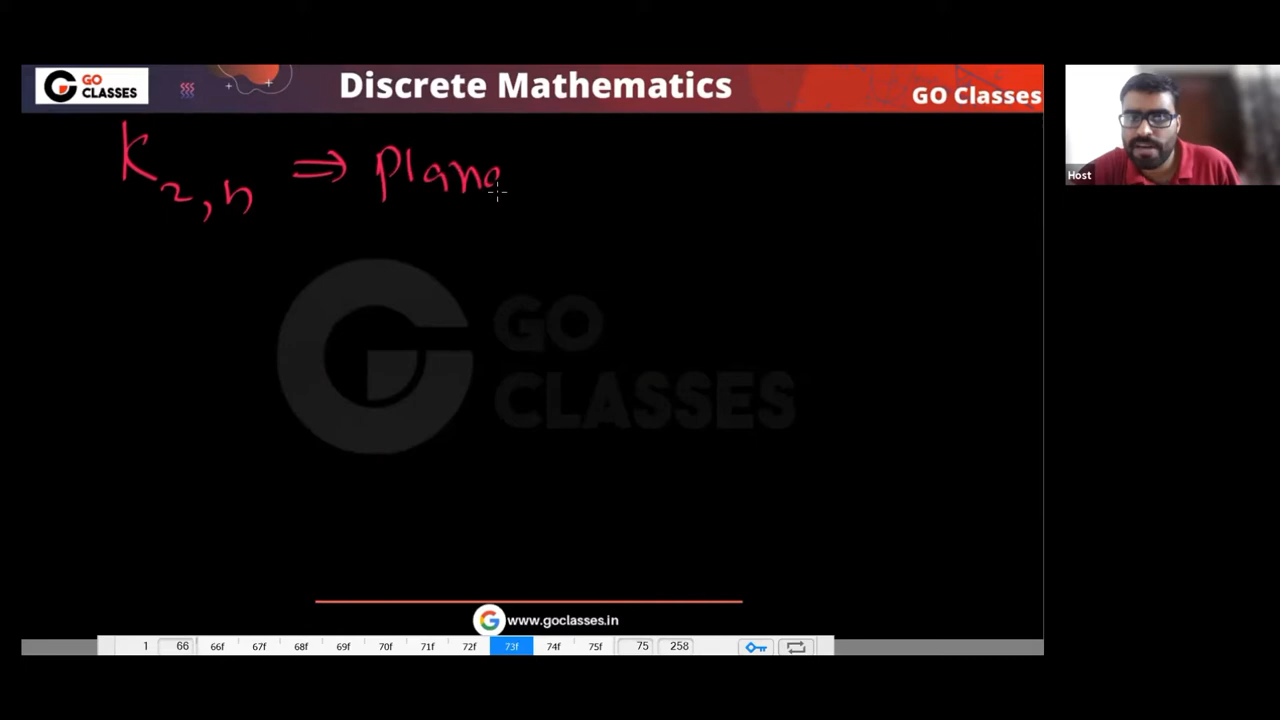 GO CLASSES
Discrete Mathematics
GO Classes
K2,n ⇒ plana
Host
GO CLASSES
www.goclasses.in
1 66 66f 67f 68f 69f 70f 71f 72f 73f 74f 75f 75 258